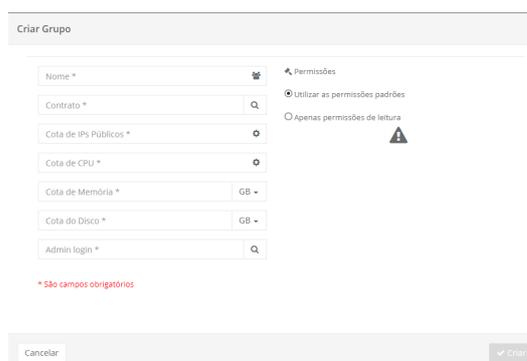 Criar Grupo
Nome *
Contrato *
Cota de IPs Públicos *
Cota de CPU *
Cota de Memória *
GB
Cota do Disco *
GB
Admin login *
* São campos obrigatórios
Permissões
Utilizar as permissões padrões
Apenas permissões de leitura
Cancelar
Criar